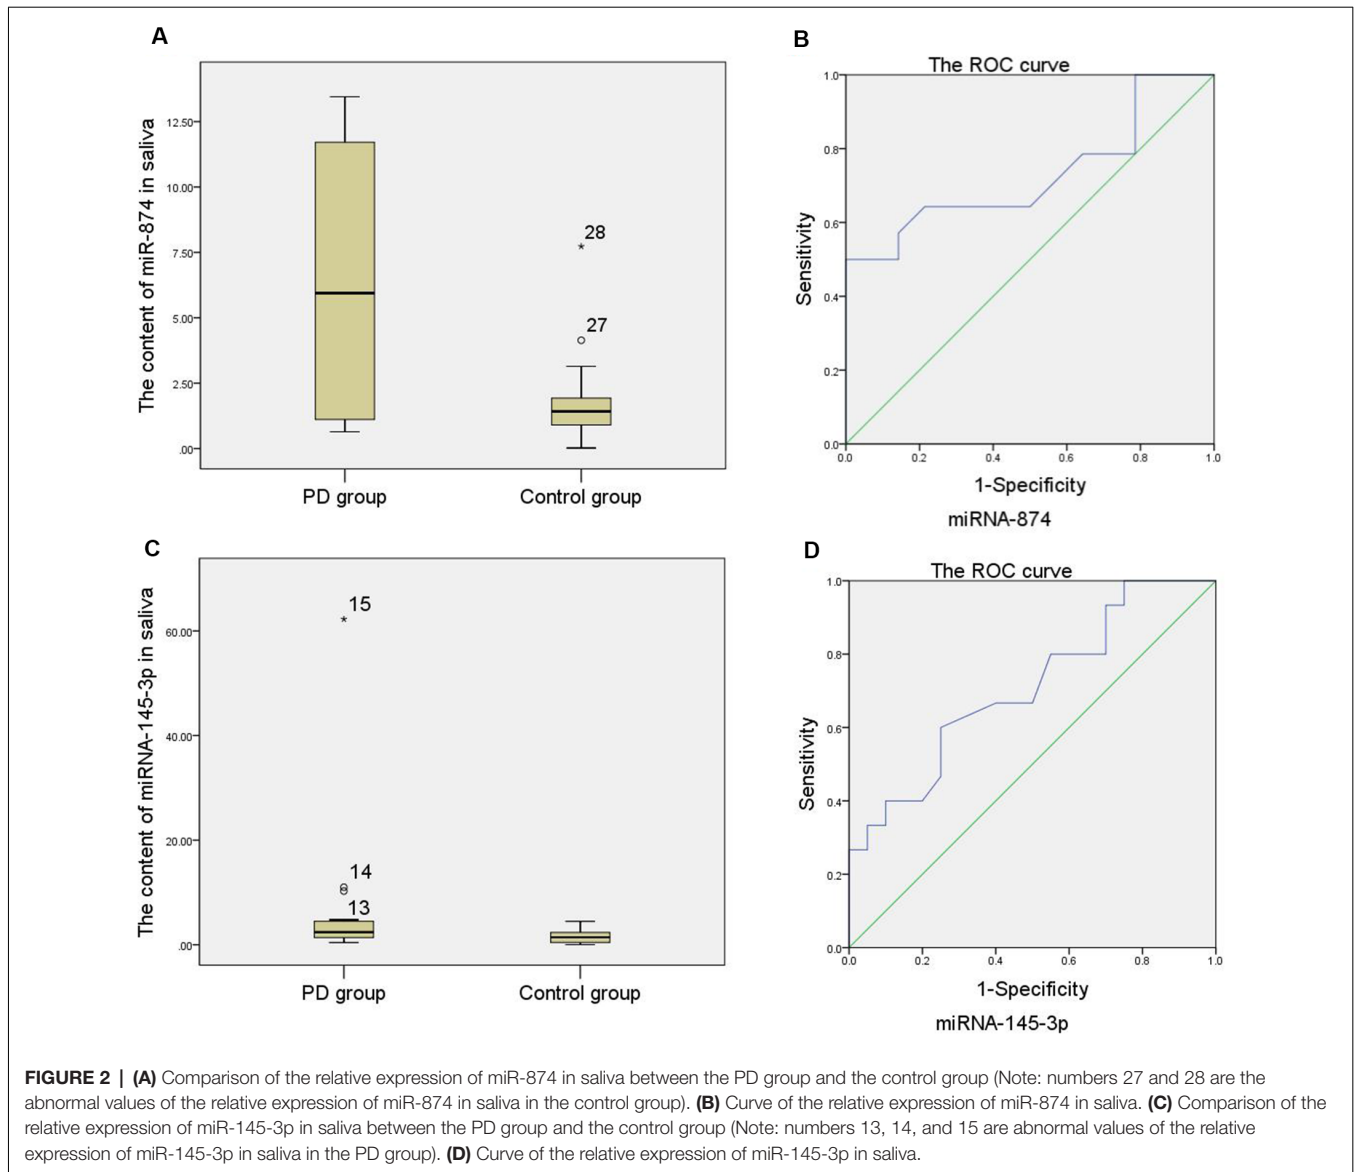 A
The content of miR-874 in saliva
12.50
10.00
7.50
5.00
2.50
.00
28
*
27
PD group
Control group
B
The ROC curve
Sensitivity
1.0
0.8
0.6
0.4
0.2
0.0
0.0 0.2 0.4 0.6 0.8 1.0
1-Specificity
miRNA-874
C
The content of miRNA-145-3p in saliva
60.00
40.00
20.00
.00
15
*
14
13
PD group
Control group
D
The ROC curve
Sensitivity
1.0
0.8
0.6
0.4
0.2
0.0
0.0 0.2 0.4 0.6 0.8 1.0
1-Specificity
miRNA-145-3p
FIGURE 2 | (A) Comparison of the relative expression of miR-874 in saliva between the PD group and the control group (Note: numbers 27 and 28 are the
abnormal values of the relative expression of miR-874 in saliva in the control group). (B) Curve of the relative expression of miR-874 in saliva. (C) Comparison of the
relative expression of miR-145-3p in saliva between the PD group and the control group (Note: numbers 13, 14, and 15 are abnormal values of the relative
expression of miR-145-3p in saliva in the PD group). (D) Curve of the relative expression of miR-145-3p in saliva.